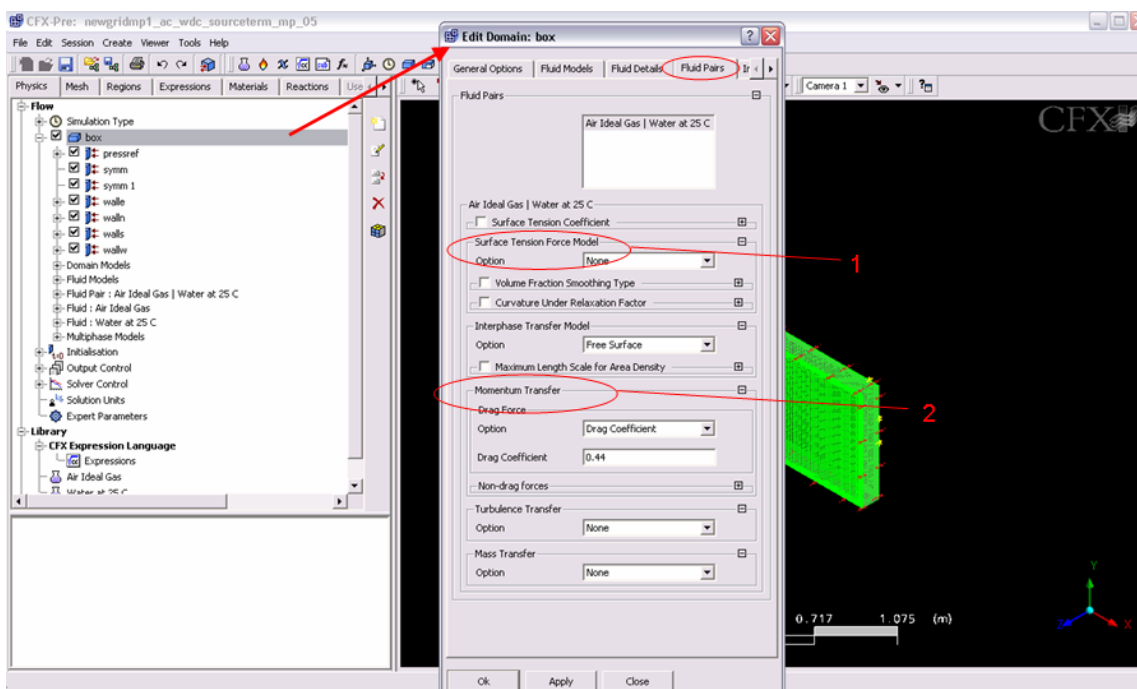 CFX-Pre: newgridmp1_ac_wdc_sourceterm_mp_05
File Edit Session Create Viewer Tools Help
Physics Mesh Regions Expressions Materials Reactions Use
Flow
Simulation Type
box
pressref
symm
symm 1
walle
walln
walls
wallw
Domain Models
Fluid Models
Fluid Pair : Air Ideal Gas | Water at 25 C
Fluid : Air Ideal Gas
Fluid : Water at 25 C
Multiphase Models
Initialisation
Output Control
Solver Control
Solution Units
Expert Parameters
Library
CFX Expression Language
Expressions
Air Ideal Gas
Water at 25 C
Edit Domain: box
General Options Fluid Models Fluid Details Fluid Pairs
Fluid Pairs
Air Ideal Gas | Water at 25 C
Air Ideal Gas | Water at 25 C
Surface Tension Coefficient
Surface Tension Force Model
Option None
Volume Fraction Smoothing Type
Curvature Under Relaxation Factor
Interphase Transfer Model
Option Free Surface
Maximum Length Scale for Area Density
Momentum Transfer
Drag Force
Option Drag Coefficient
Drag Coefficient 0.44
Non-drag forces
Turbulence Transfer
Option None
Mass Transfer
Option None
Ok Apply Close
Camera 1
CFX
1
2
0.717 1.075 (m)
Y
Z X